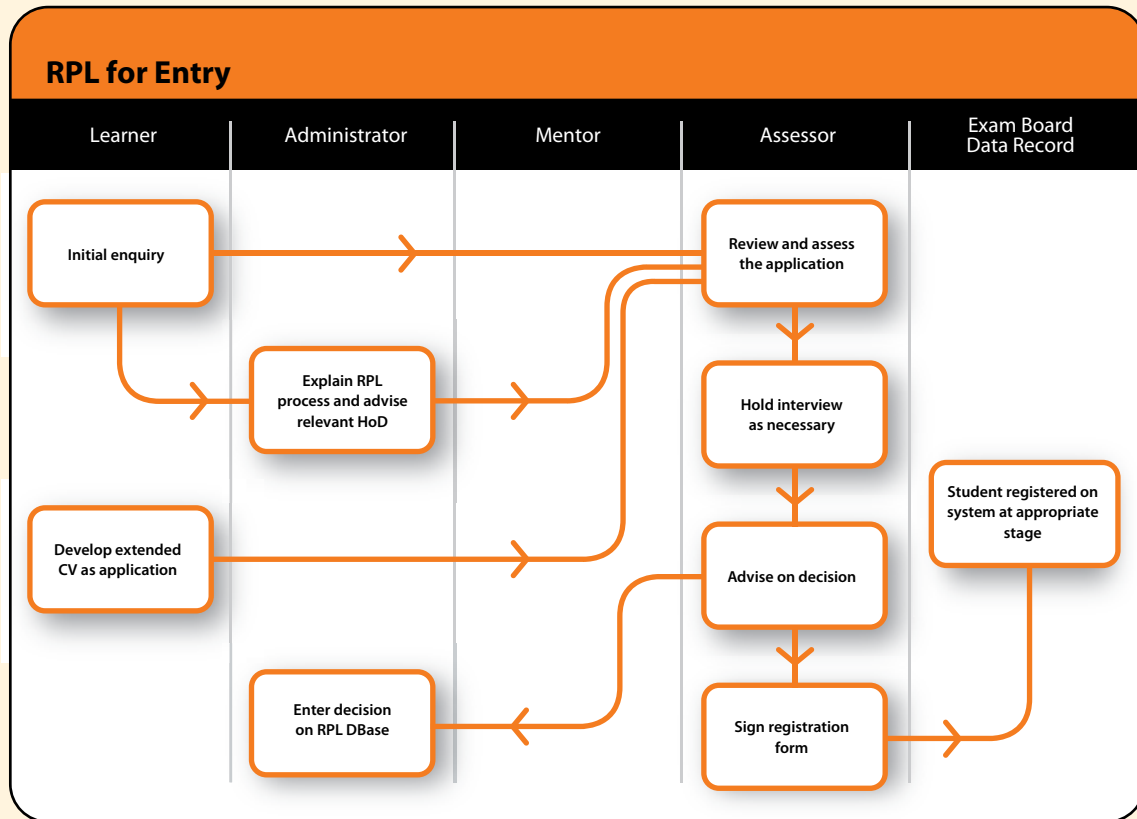 RPL for Entry
Learner
Administrator
Mentor
Assessor
Exam Board
Data Record
Initial enquiry
Review and assess
the application
Explain RPL
process and advise
relevant HoD
Hold interview
as necessary
Student registered on
system at appropriate
stage
Develop extended
CV as application
Advise on decision
Enter decision
on RPL DBase
Sign registration
form